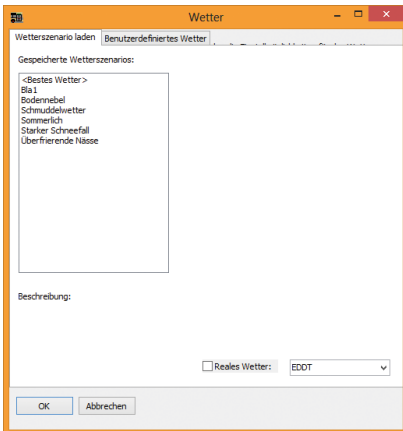 Wetter
Wetterszenario laden
Benutzerdefiniertes Wetter
Gespeicherte Wetterszenarios:
<Bestes Wetter>
Bla1
Bodennebel
Schmuddelwetter
Sommerlich
Starker Schneefall
Überfrierende Nässe
Beschreibung:
Reales Wetter:
EDDT
OK
Abbrechen